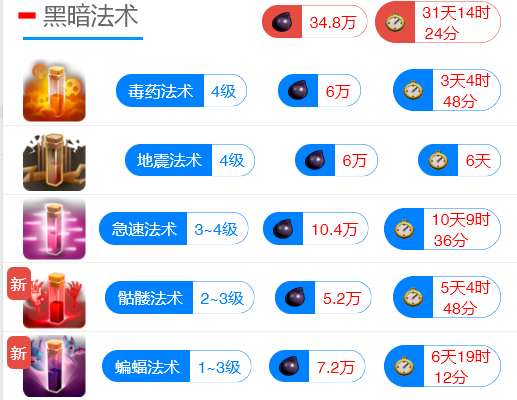 黑暗法术
34.8万
31天14时
24分
毒药法术 4级 6万 3天4时
48分
地震法术 4级 6万 6天
急速法术 3~4级 10.4万 10天9时
36分
新 骷髅法术 2~3级 5.2万 5天4时
48分
新 蝙蝠法术 1~3级 7.2万 6天19时
12分